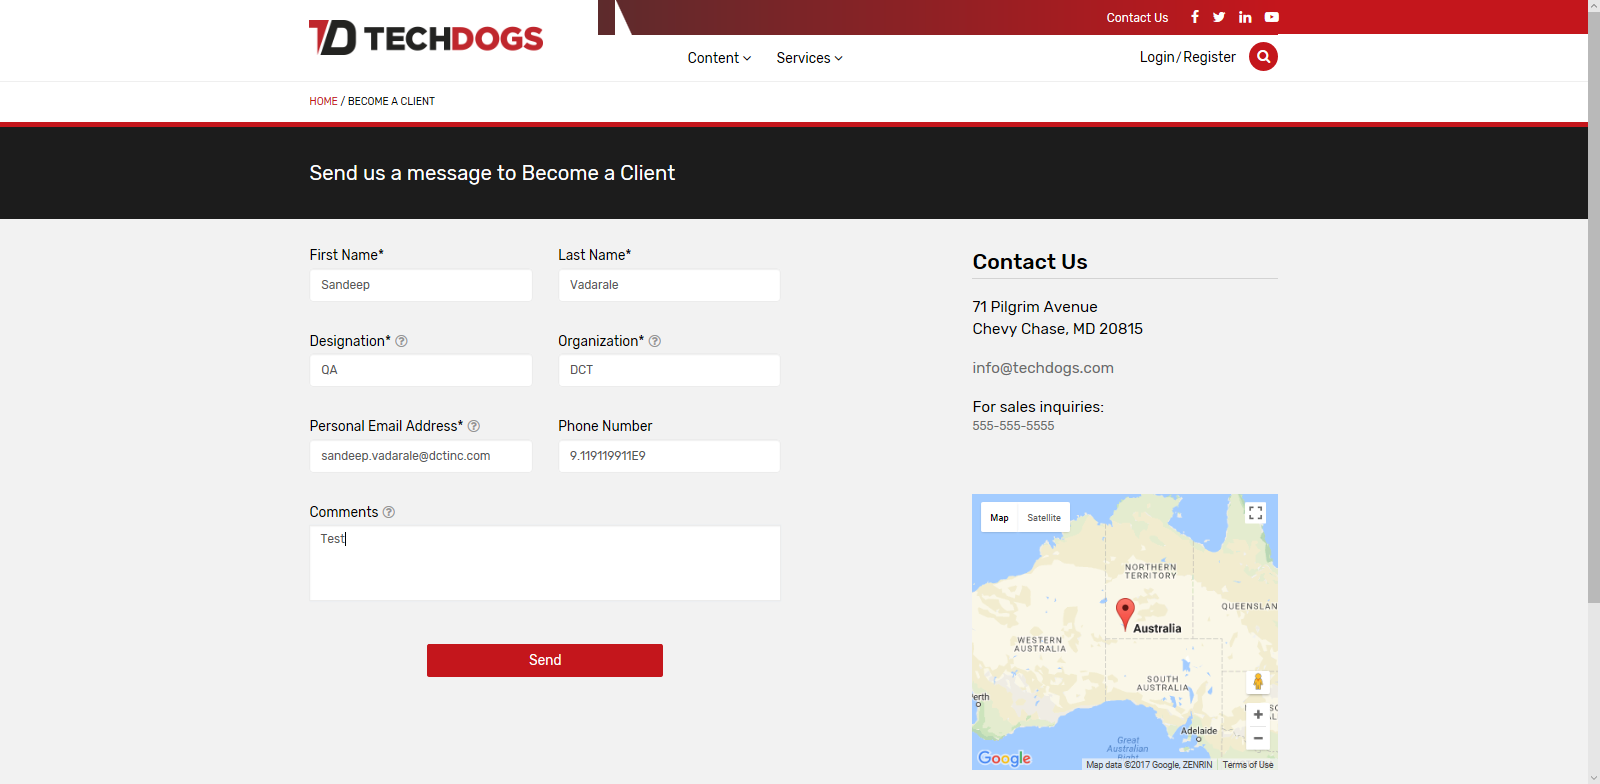 TECHDOGS
Contact Us
Content
Services
Login/Register
HOME / BECOME A CLIENT
Send us a message to Become a Client
First Name*
Last Name*
Sandeep
Vadarale
Designation*
Organization*
QA
DCT
Personal Email Address*
Phone Number
sandeep.vadarale@dctinc.com
9.119119911E9
Comments
Test
Send
Contact Us
71 Pilgrim Avenue
Chevy Chase, MD 20815
info@techdogs.com
For sales inquiries:
555-555-5555
Map
Satellite
NORTHERN
TERRITORY
QUEENSLAN
Australia
WESTERN
AUSTRALIA
SOUTH
AUSTRALIA
erth
Adelaide
Great
Australian
Google
Map data ©2017 Google, ZENRIN
Terms of Use